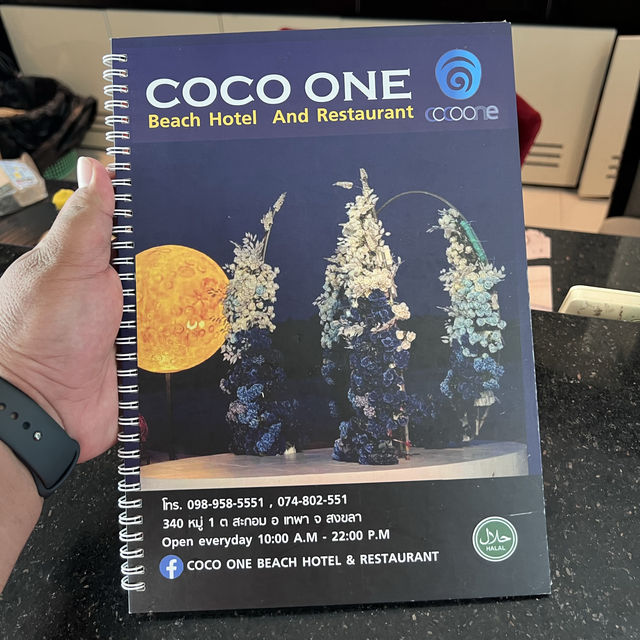 COCO ONE
cocoone
Beach Hotel And Restaurant
โทร. 098-958-5551 , 074-802-551
340 หมู่ 1 ต สะกอม อ เทพา จ สงขลา
Open everyday 10:00 A.M - 22:00 P.M
f COCO ONE BEACH HOTEL & RESTAURANT
حلال
HALAL